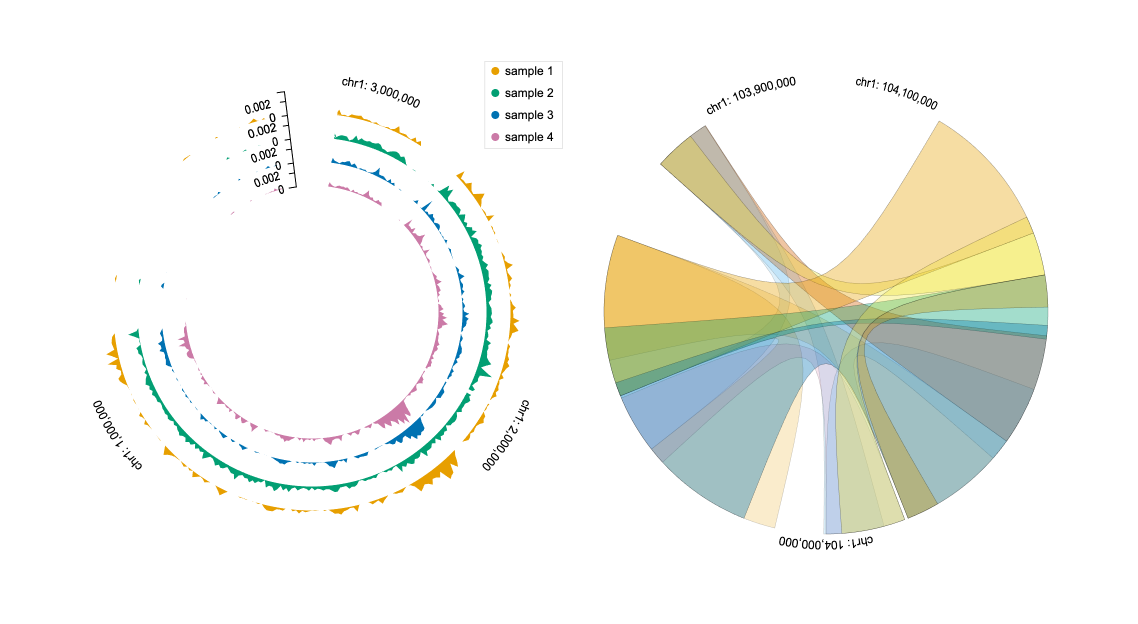 chr1: 3,000,000
sample 1
sample 2
sample 3
sample 4
0.002
0
0.002
0
0.002
0
0.002
0
chr1: 1,000,000
chr1: 2,000,000
chr1: 103,900,000
chr1: 104,100,000
chr1: 104,000,000